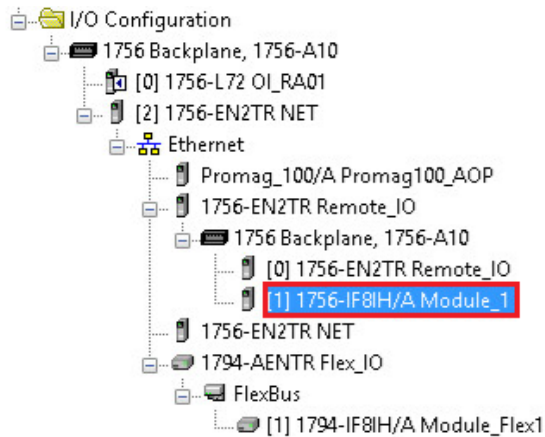 I/O Configuration
1756 Backplane, 1756-A10
[0] 1756-L72 OI_RA01
[2] 1756-EN2TR NET
Ethernet
Promag_100/A Promag100_AOP
1756-EN2TR Remote_IO
1756 Backplane, 1756-A10
[0] 1756-EN2TR Remote_IO
[1] 1756-IF8IH/A Module_1
1756-EN2TR NET
1794-AENTR Flex_IO
FlexBus
[1] 1794-IF8IH/A Module_Flex1